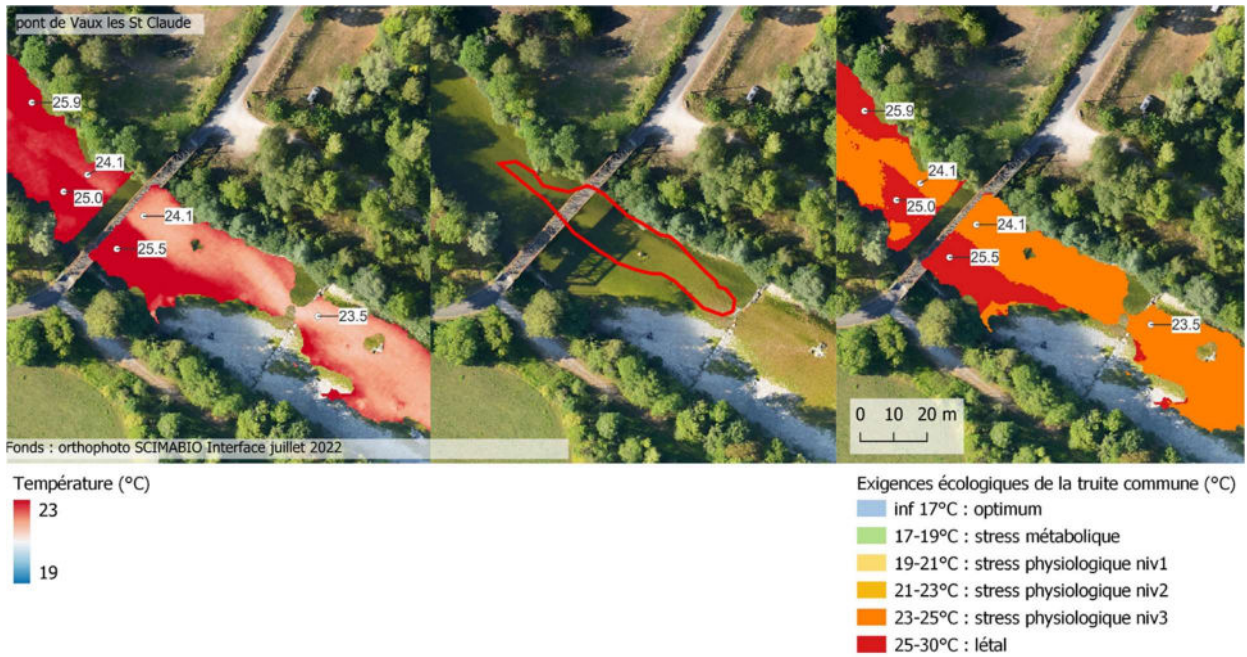 pont de Vaux les St Claude
25.9
24.1
25.0
24.1
25.5
23.5
25.9
24.1
25.0
24.1
25.5
23.5
0 10 20 m
Fonds : orthophoto SCIMABIO Interface juillet 2022
Température (°C)
23
19
Exigences écologiques de la truite commune (°C)
inf 17°C : optimum
17-19°C : stress métabolique
19-21°C : stress physiologique niv1
21-23°C : stress physiologique niv2
23-25°C : stress physiologique niv3
25-30°C : létal